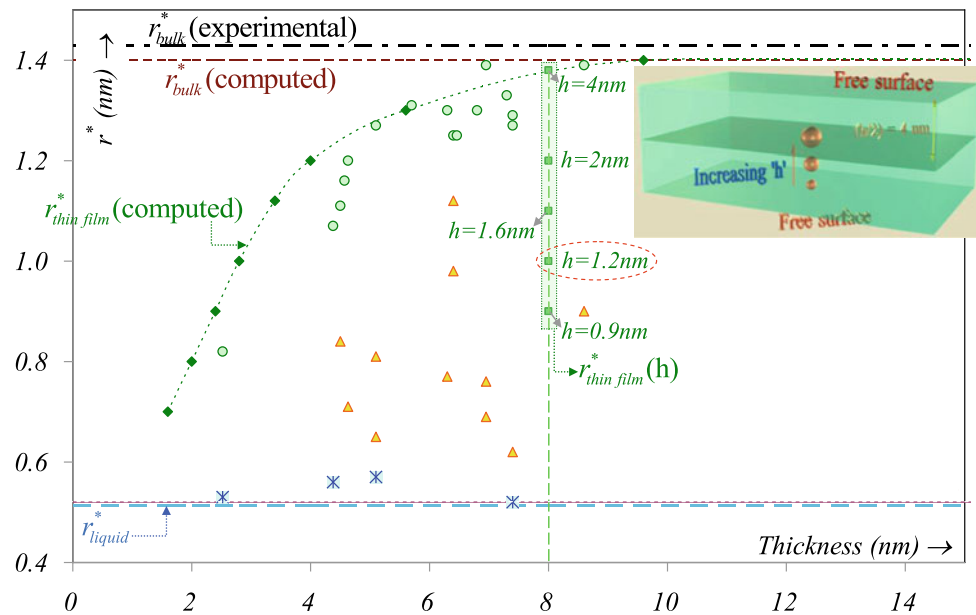 r*bulk (experimental)
r*bulk (computed)
r* (nm) →
1.4
1.2
1.0
0.8
0.6
0.4
r*thin film (computed)
h=4nm
h=2nm
h=1.6nm
h=1.2nm
h=0.9nm
r*thin film (h)
Free surface
= 4 nm
Increasing 'h'
Free surface
r*liquid
Thickness (nm) →
0 2 4 6 8 10 12 14